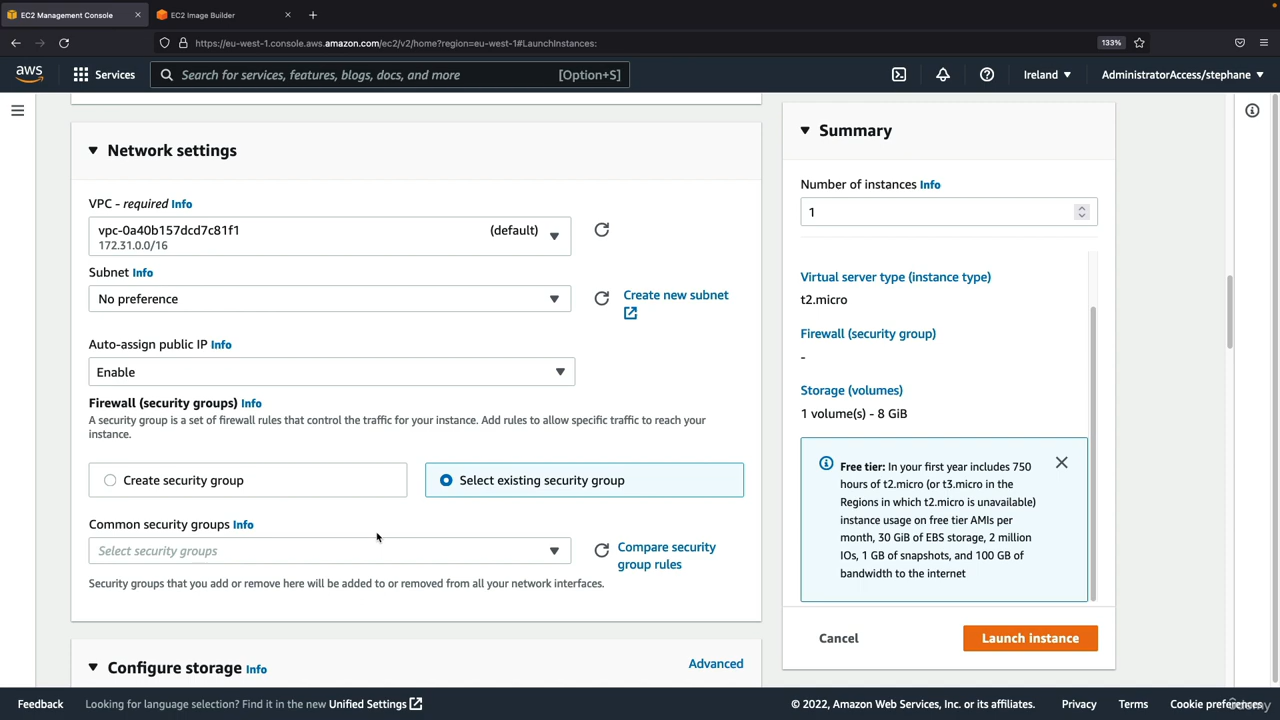 EC2 Management Console
EC2 Image Builder
https://eu-west-1.console.aws.amazon.com/ec2/v2/home?region=eu-west-1#LaunchInstances:
133%
aws
Services
Search for services, features, blogs, docs, and more
[Option+S]
Ireland
AdministratorAccess/stephane
Network settings
VPC - required Info
vpc-0a40b157dcd7c81f1
(default)
172.31.0.0/16
Subnet Info
No preference
Create new subnet
Auto-assign public IP Info
Enable
Firewall (security groups) Info
A security group is a set of firewall rules that control the traffic for your instance. Add rules to allow specific traffic to reach your
instance.
Create security group
Select existing security group
Common security groups Info
Select security groups
Compare security
group rules
Security groups that you add or remove here will be added to or removed from all your network interfaces.
Configure storage Info
Advanced
Summary
Number of instances Info
1
Virtual server type (instance type)
t2.micro
Firewall (security group)
-
Storage (volumes)
1 volume(s) - 8 GiB
Free tier: In your first year includes 750
hours of t2.micro (or t3.micro in the
Regions in which t2.micro is unavailable)
instance usage on free tier AMIs per
month, 30 GiB of EBS storage, 2 million
IOs, 1 GB of snapshots, and 100 GB of
bandwidth to the internet
Cancel
Launch instance
Feedback
Looking for language selection? Find it in the new Unified Settings
© 2022, Amazon Web Services, Inc. or its affiliates.
Privacy
Terms
Cookie preferences
Udemy